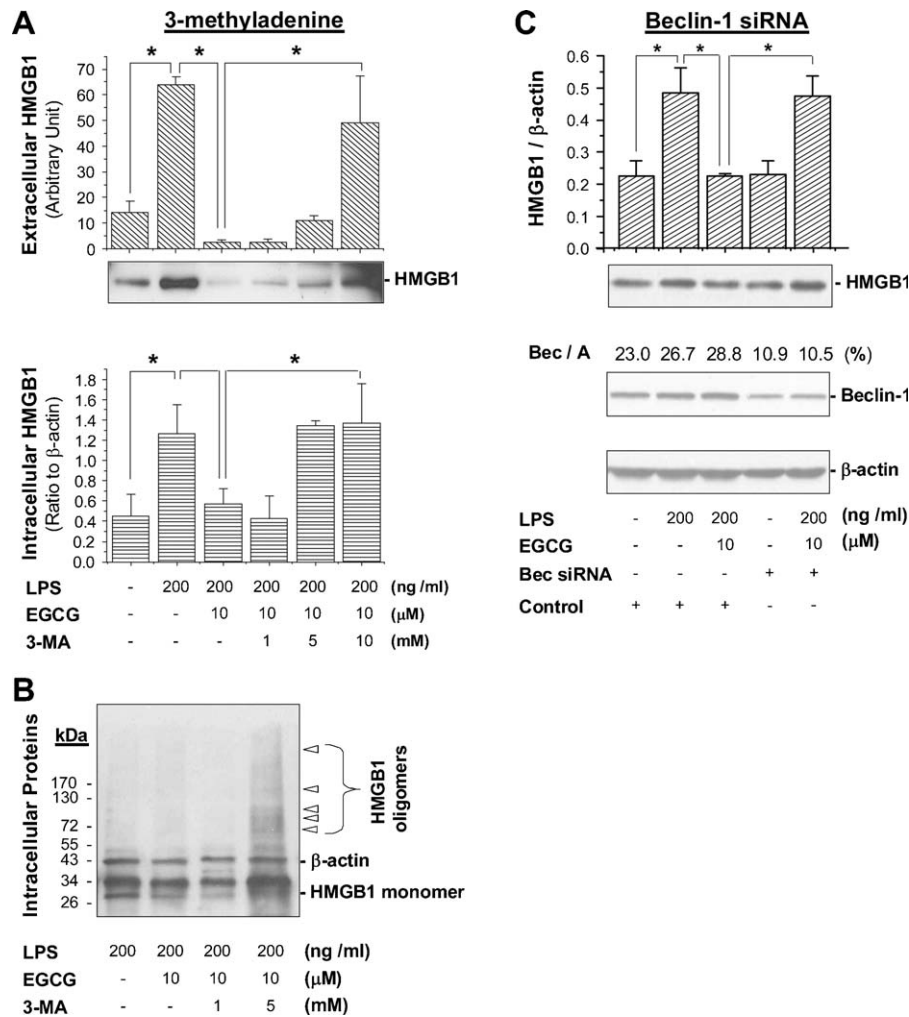 A
3-methyladenine
* * *
Extracellular HMGB1
(Arbitrary Unit)
70
60
50
40
30
20
10
0
- HMGB1
* *
Intracellular HMGB1
(Ratio to β-actin)
1.8
1.6
1.4
1.2
1.0
0.8
0.6
0.4
0.2
0.0
LPS - 200 200 200 200 200 (ng /ml)
EGCG - - 10 10 10 10 (μM)
3-MA - - - 1 5 10 (mM)
B
Intracellular Proteins
kDa
170 -
130 -
72 -
55 -
43 -
34 -
26 -
HMGB1
oligomers
- β-actin
- HMGB1 monomer
LPS 200 200 200 200 (ng /ml)
EGCG - 10 10 10 (μM)
3-MA - - 1 5 (mM)
C
Beclin-1 siRNA
* * *
HMGB1 / β-actin
0.6
0.5
0.4
0.3
0.2
0.1
0.0
- HMGB1
Bec / A 23.0 26.7 28.8 10.9 10.5 (%)
- Beclin-1
- β-actin
LPS - 200 200 - 200 (ng /ml)
EGCG - - 10 - 10 (μM)
Bec siRNA - - - + +
Control + + + - -